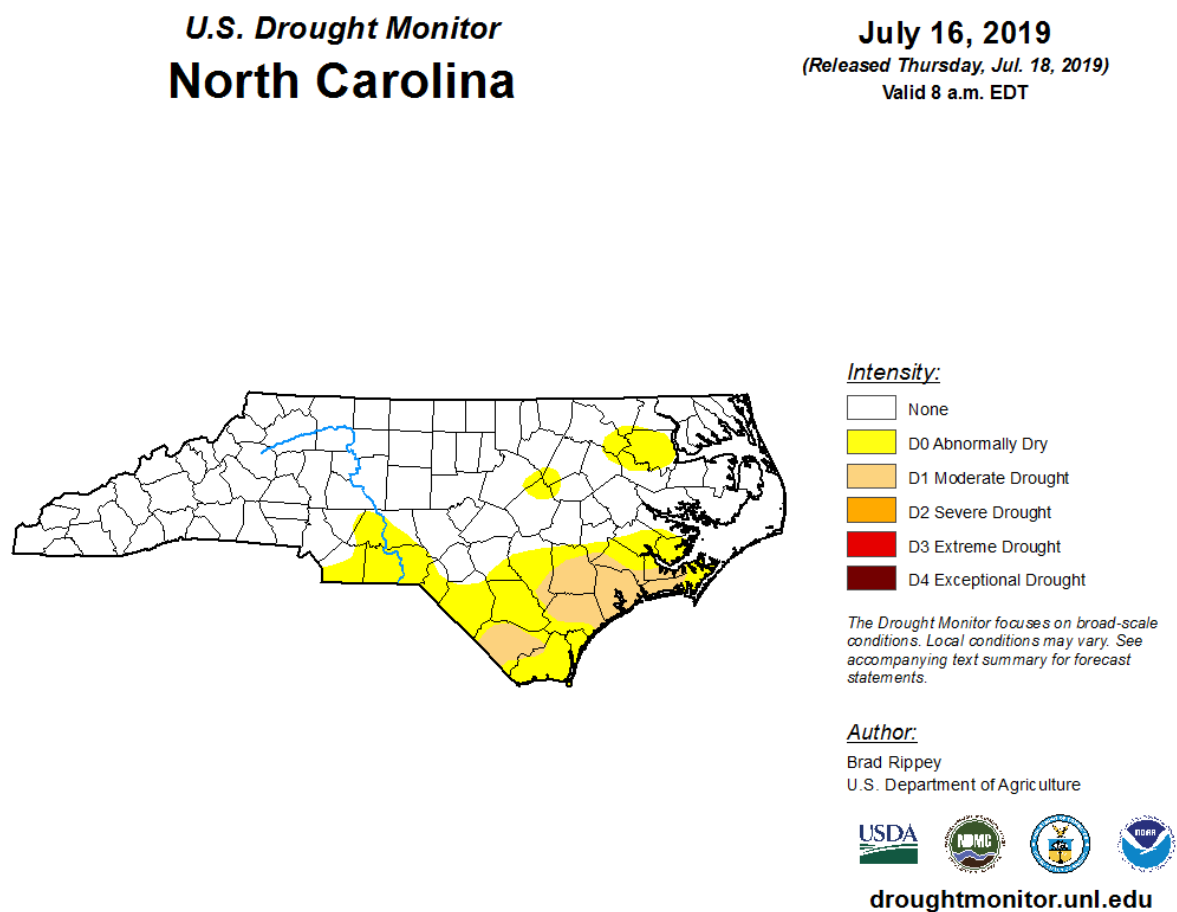 U.S. Drought Monitor
North Carolina
July 16, 2019
(Released Thursday, Jul. 18, 2019)
Valid 8 a.m. EDT
Intensity:
None
D0 Abnormally Dry
D1 Moderate Drought
D2 Severe Drought
D3 Extreme Drought
D4 Exceptional Drought
The Drought Monitor focuses on broad-scale
conditions. Local conditions may vary. See
accompanying text summary for forecast
statements.
Author:
Brad Rippey
U.S. Department of Agriculture
USDA
NDMC
NOAA
droughtmonitor.unl.edu